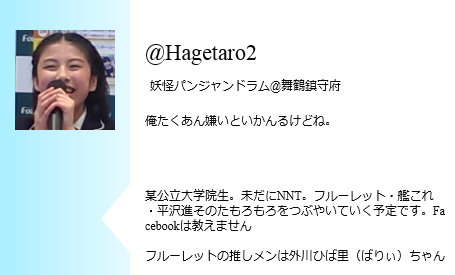 @Hagetaro2
妖怪パンジャンドラム@舞鶴鎮守府
俺たくあん嫌いといかんるけどね。
某公立大学院生。未だにNNT。フルーレット・艦これ
・平沢進そのたもろもろをつぶやいていく予定です。Fa
cebookは教えません
フルーレットの推しメンは外川ひば里（ばりぃ）ちゃん